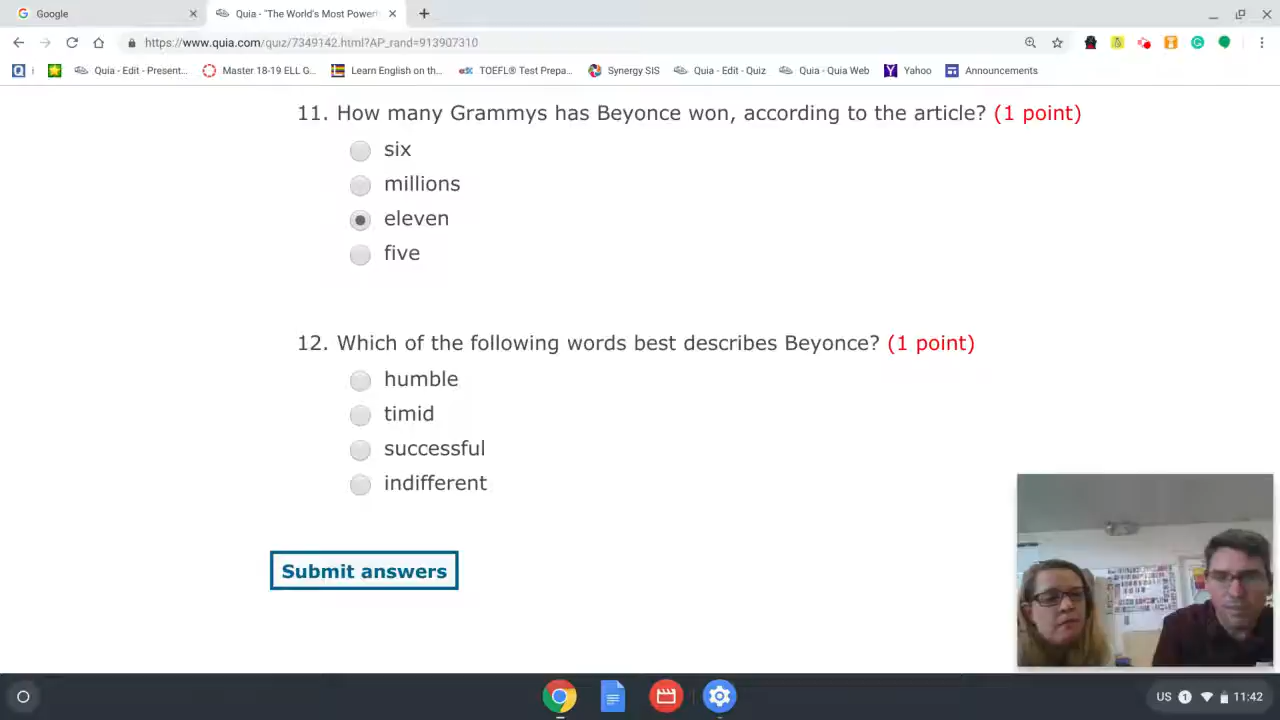 Google
Quia - "The World's Most Powerf
https://www.quia.com/quiz/7349142.html?AP_rand=913907310
Quia - Edit - Present...
Master 18-19 ELL G...
Learn English on th...
TOEFL® Test Prepa...
Synergy SIS
Quia - Edit - Quiz
Quia - Quia Web
Yahoo
Announcements
11. How many Grammys has Beyonce won, according to the article? (1 point)
six
millions
eleven
five
12. Which of the following words best describes Beyonce? (1 point)
humble
timid
successful
indifferent
Submit answers
US 1 11:42